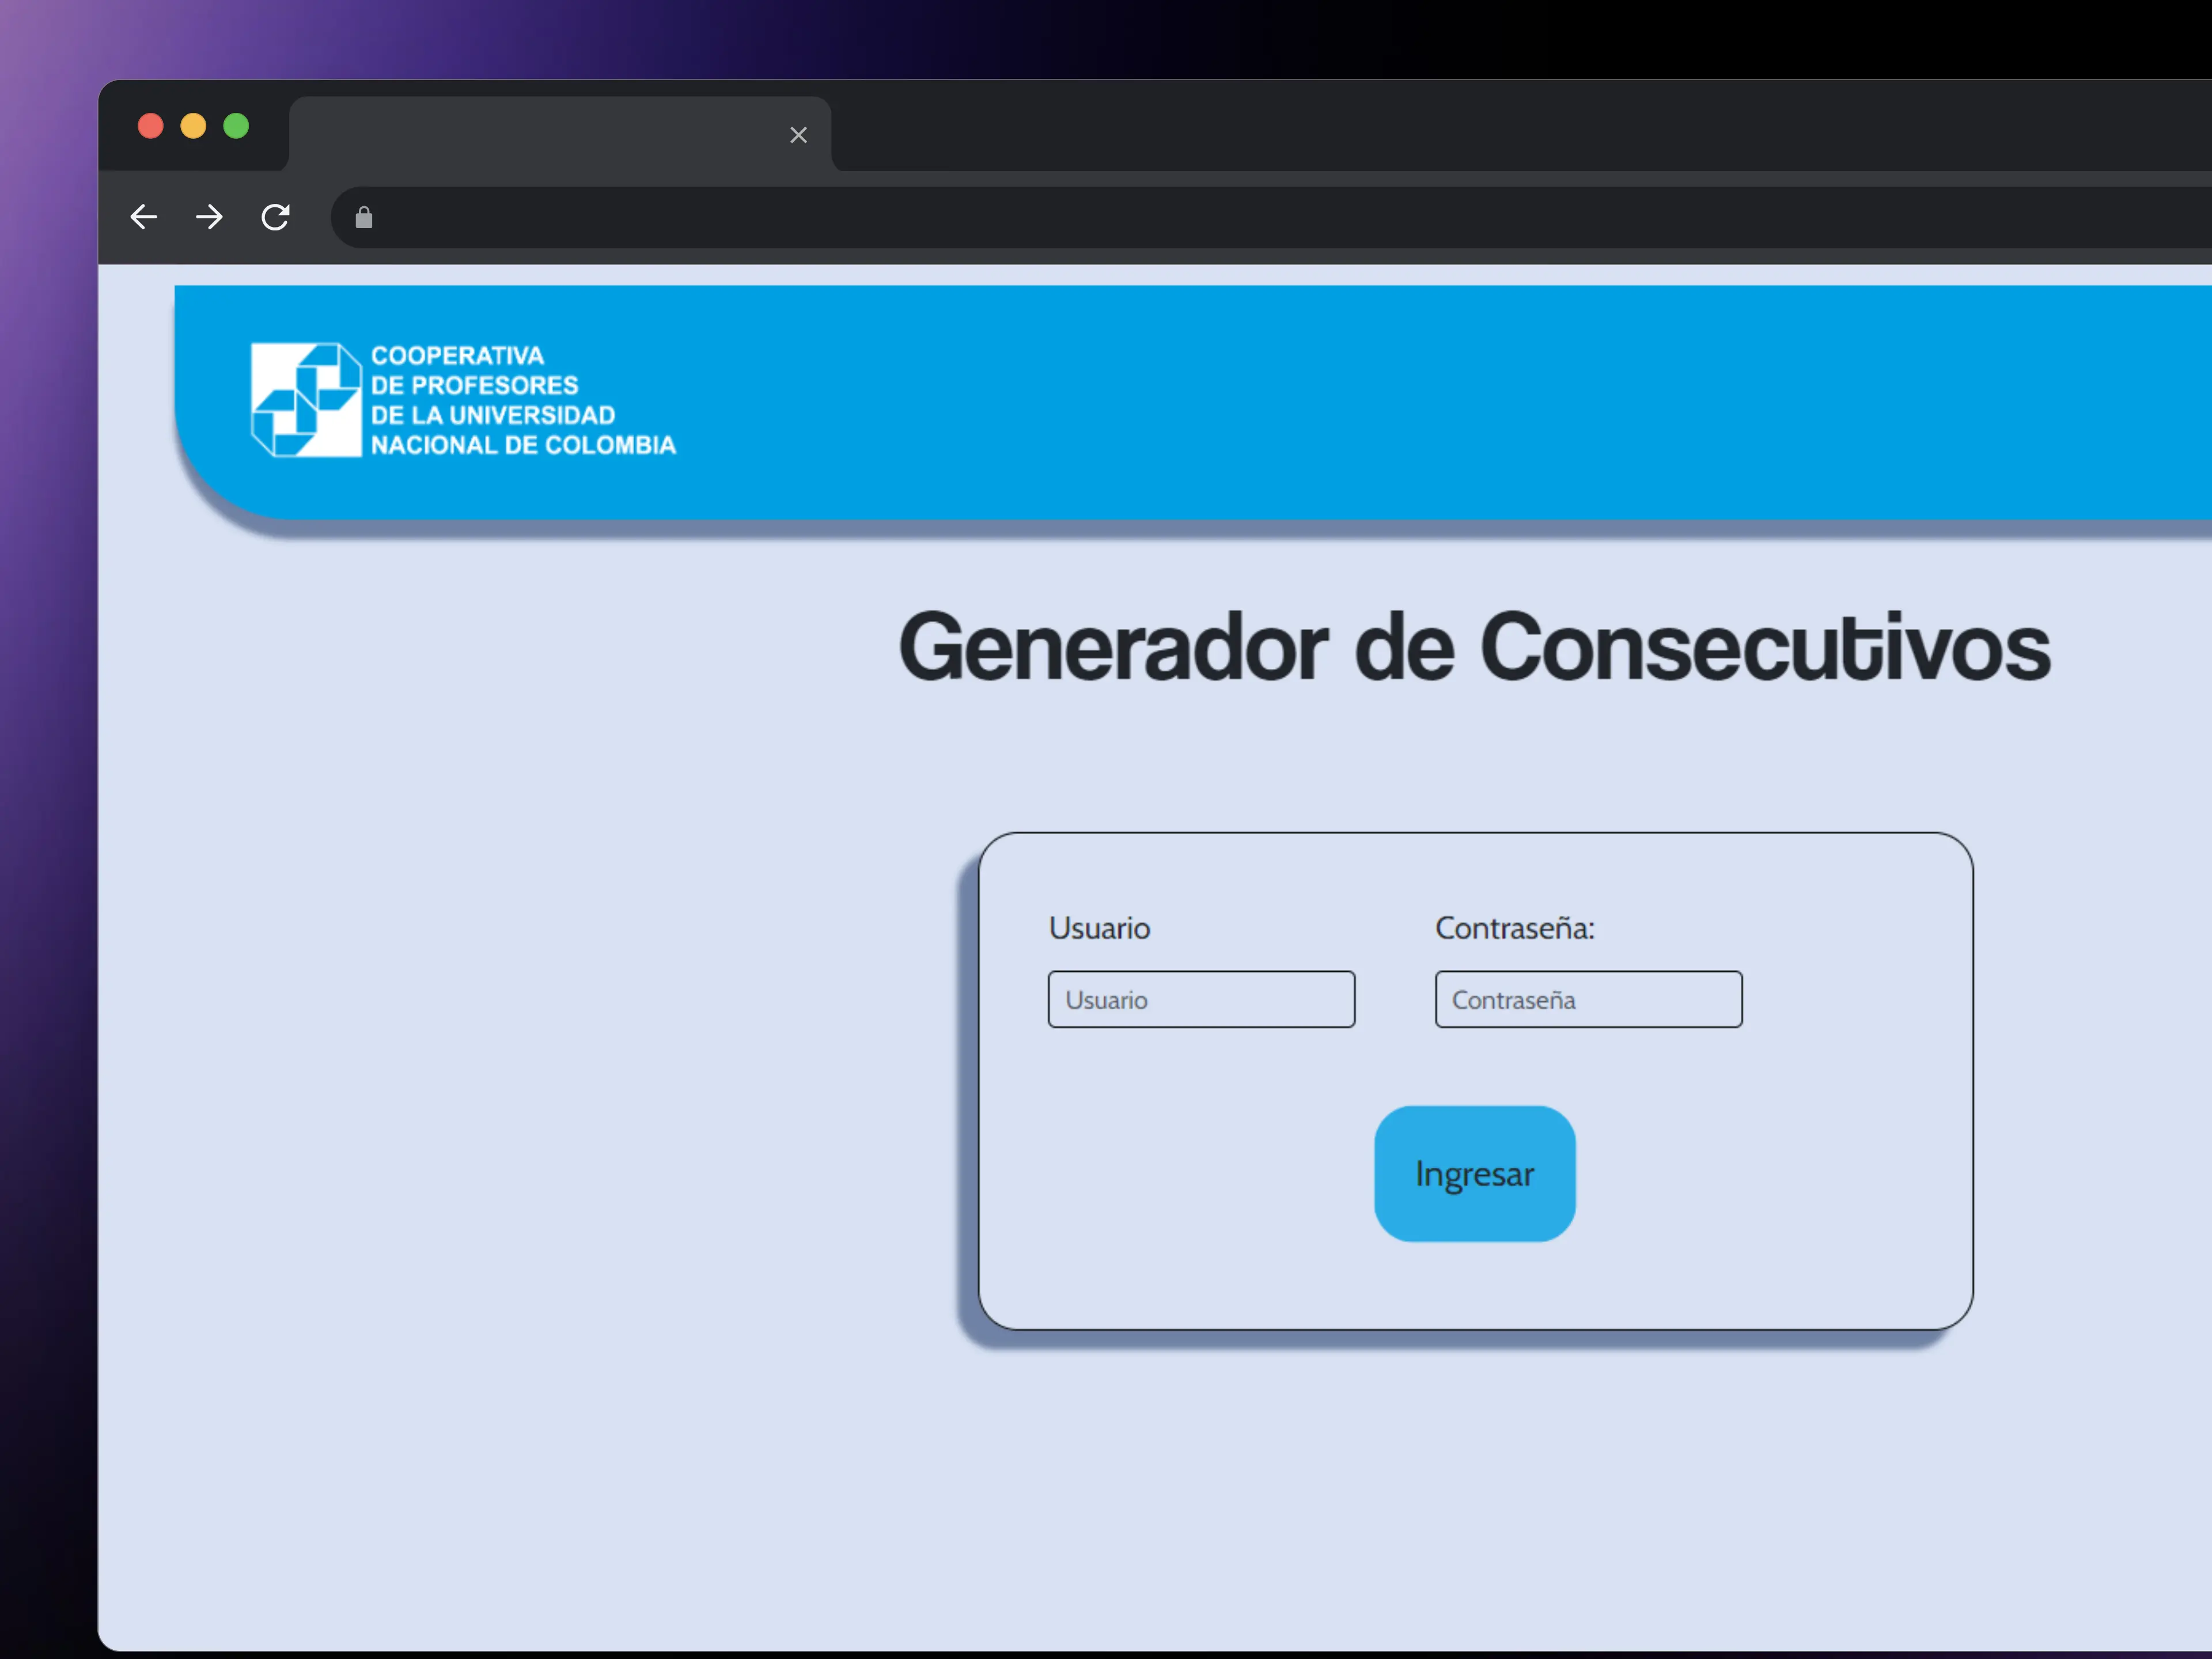 COOPERATIVA
DE PROFESORES
DE LA UNIVERSIDAD
NACIONAL DE COLOMBIA
Generador de Consecutivos
Usuario
Contraseña:
Usuario
Contraseña
Ingresar